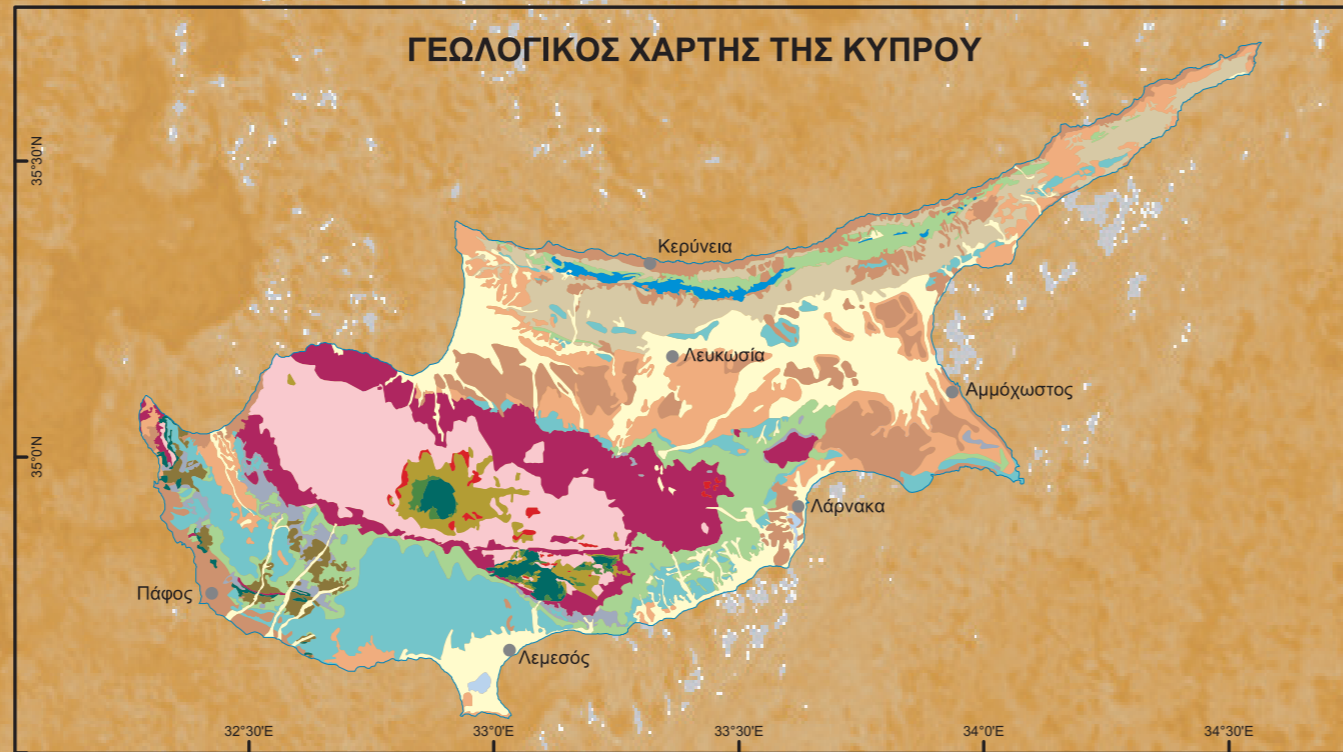 ΓΕΩΛΟΓΙΚΟΣ ΧΑΡΤΗΣ ΤΗΣ ΚΥΠΡΟΥ
35°30'N
Κερύνεια
Λευκωσία
Αμμόχωστος
35°0'N
Λάρνακα
Πάφος
Λεμεσός
32°30'E
33°0'E
33°30'E
34°0'E
34°30'E